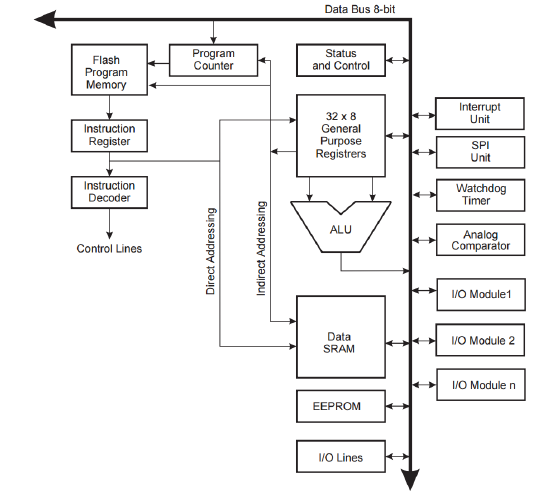 Data Bus 8-bit
Flash
Program
Memory
Program
Counter
Status
and Control
Instruction
Register
32 x 8
General
Purpose
Registrers
Interrupt
Unit
SPI
Unit
Instruction
Decoder
Watchdog
Timer
Direct Addressing
Indirect Addressing
ALU
Analog
Comparator
Control Lines
I/O Module1
Data
SRAM
I/O Module 2
I/O Module n
EEPROM
I/O Lines